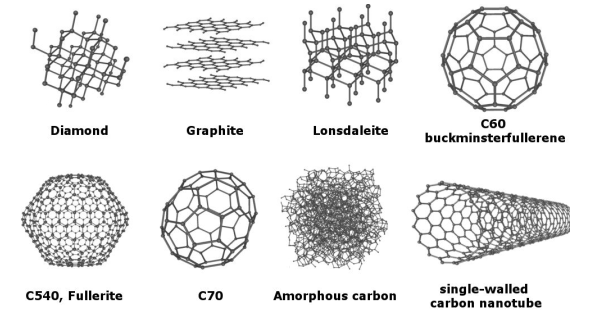 Diamond
Graphite
Lonsdaleite
C60
buckminsterfullerene
C540, Fullerite
C70
Amorphous carbon
single-walled
carbon nanotube